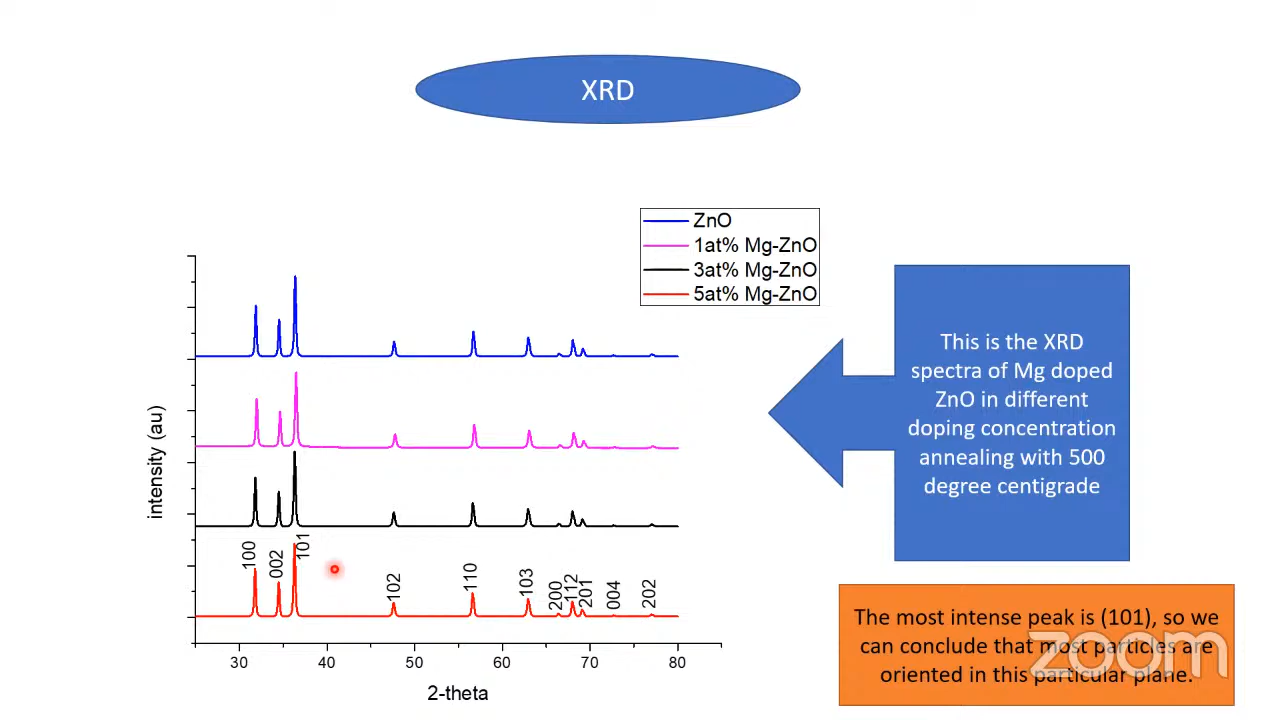 XRD
ZnO
1at% Mg-ZnO
3at% Mg-ZnO
5at% Mg-ZnO
intensity (au)
100
002
101
102
110
103
200
112
201
004
202
30 40 50 60 70 80
2-theta
This is the XRD
spectra of Mg doped
ZnO in different
doping concentration
annealing with 500
degree centigrade
The most intense peak is (101), so we
can conclude that most particles are
oriented in this particular plane.
zoom